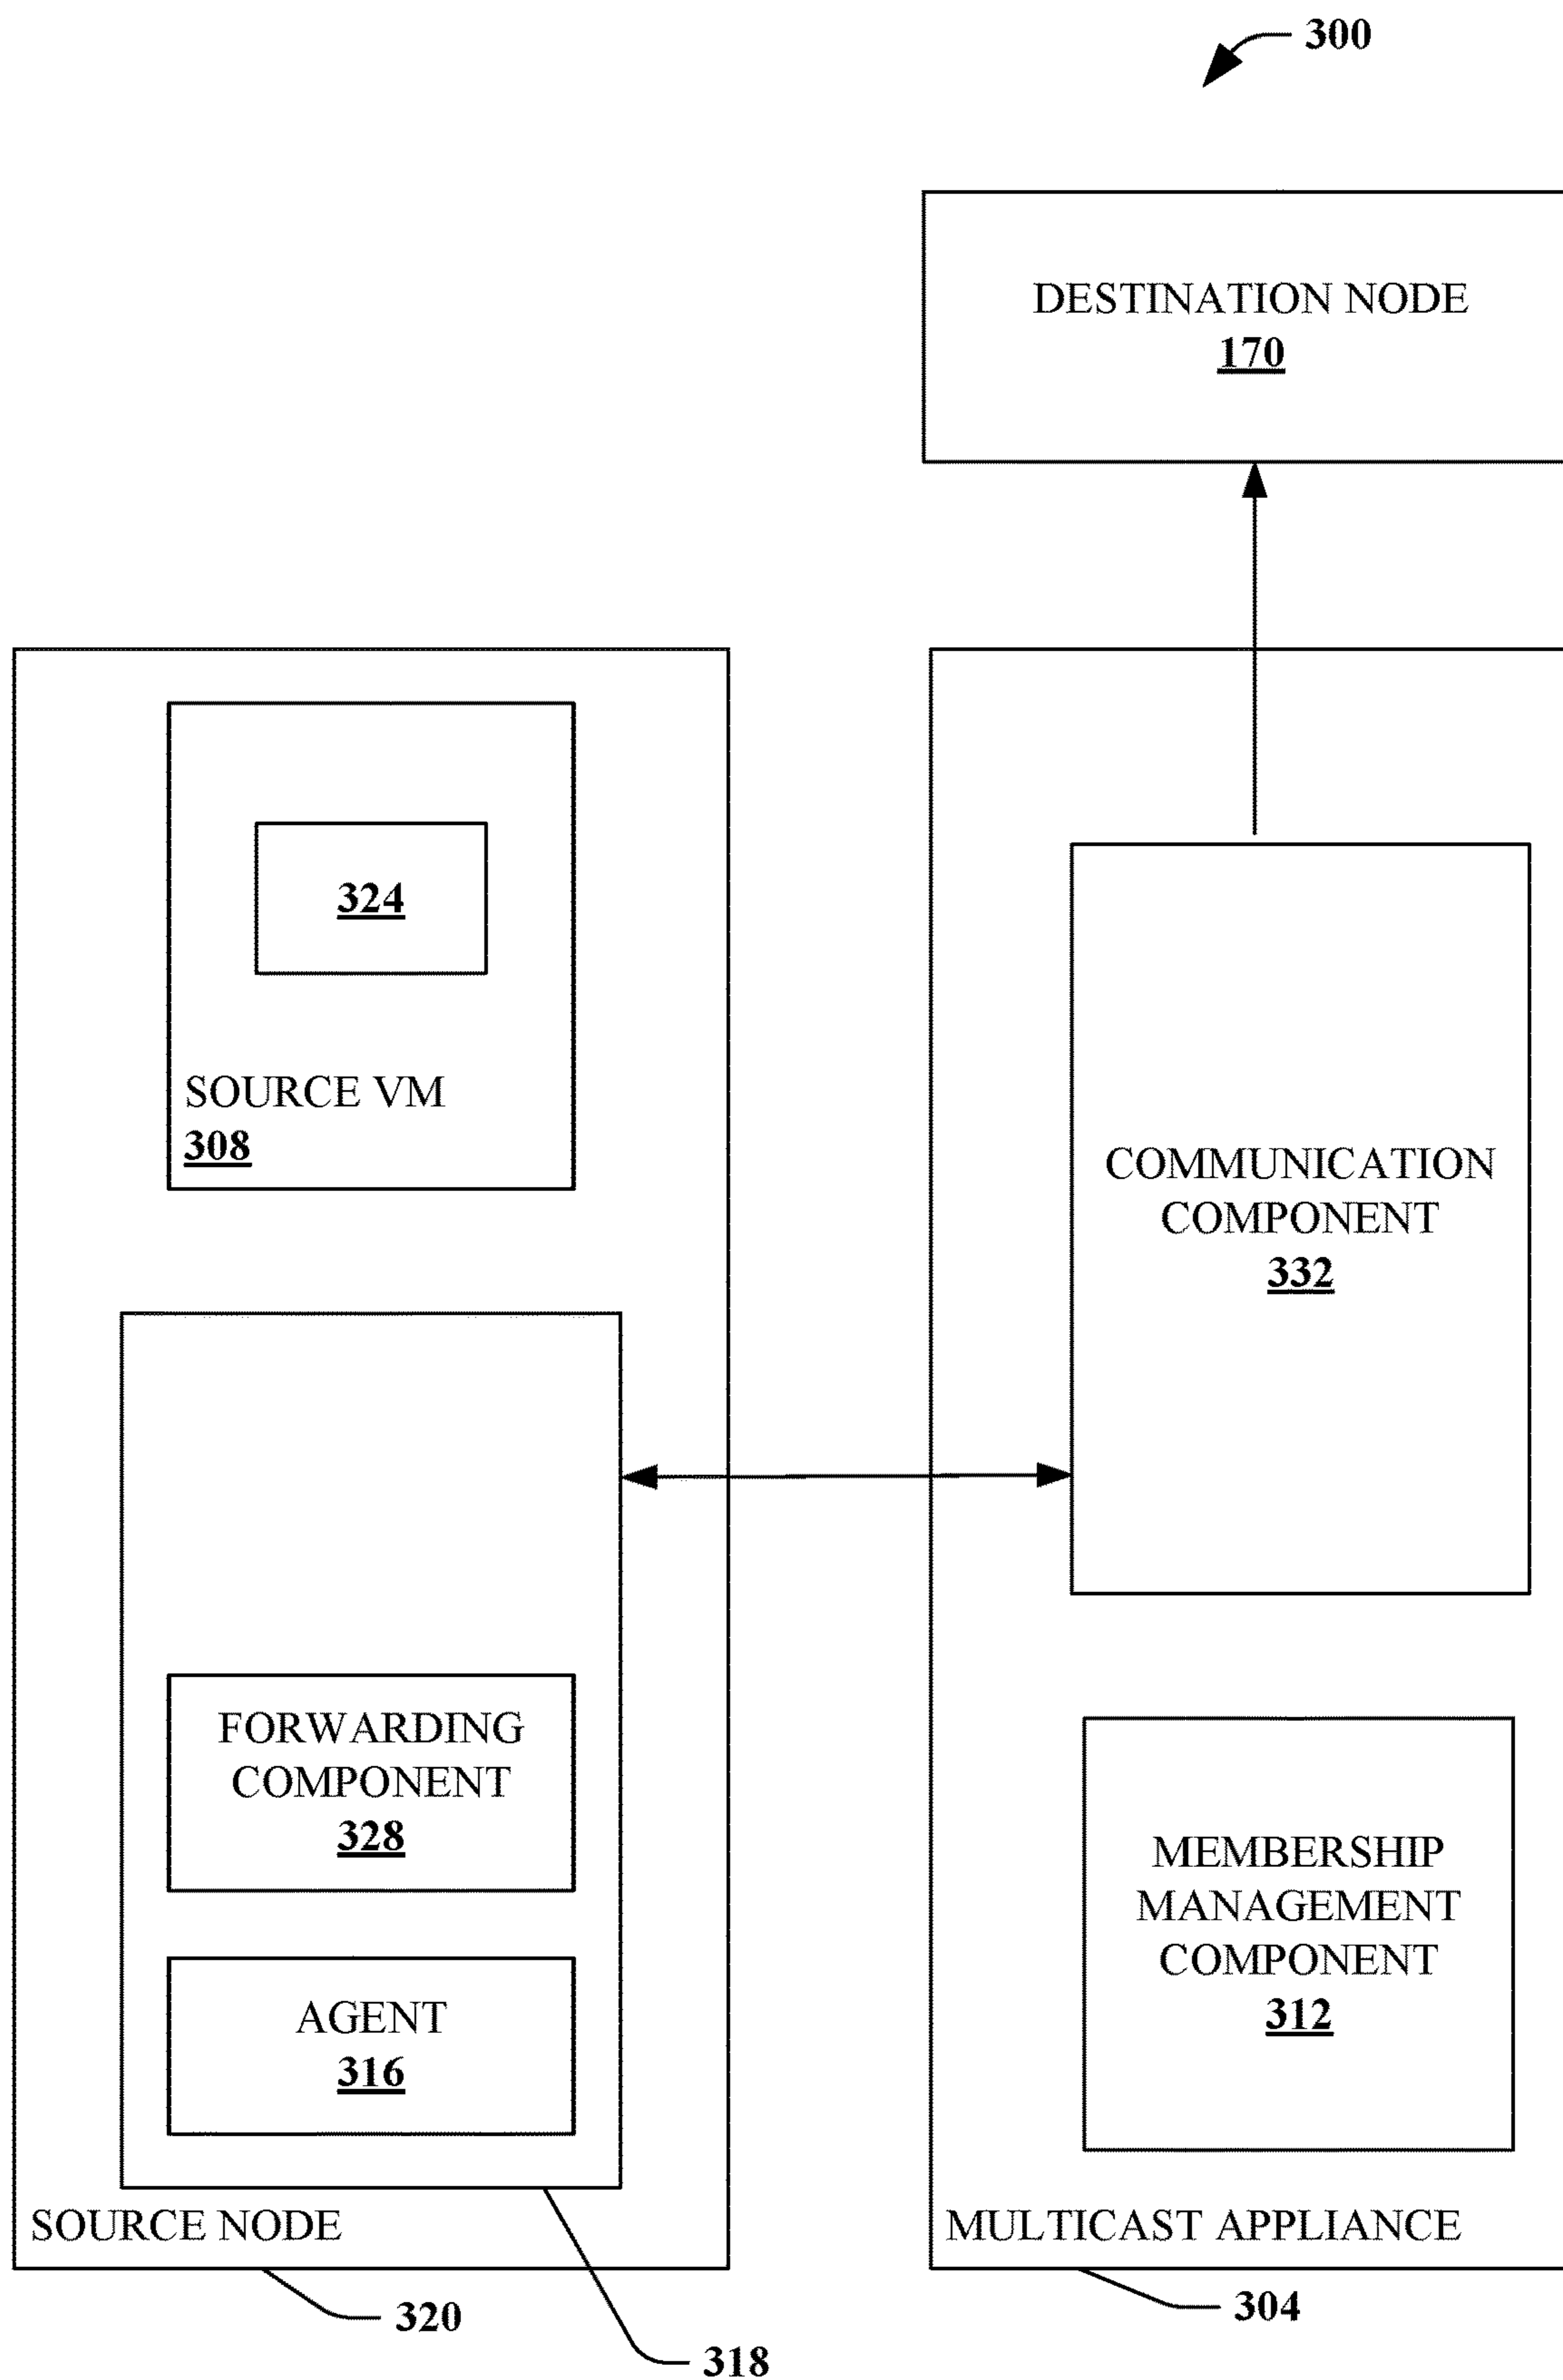 300
DESTINATION NODE
170
324
SOURCE VM
308
COMMUNICATION
COMPONENT
332
FORWARDING
COMPONENT
328
AGENT
316
MEMBERSHIP
MANAGEMENT
COMPONENT
312
SOURCE NODE
MULTICAST APPLIANCE
320
304
318